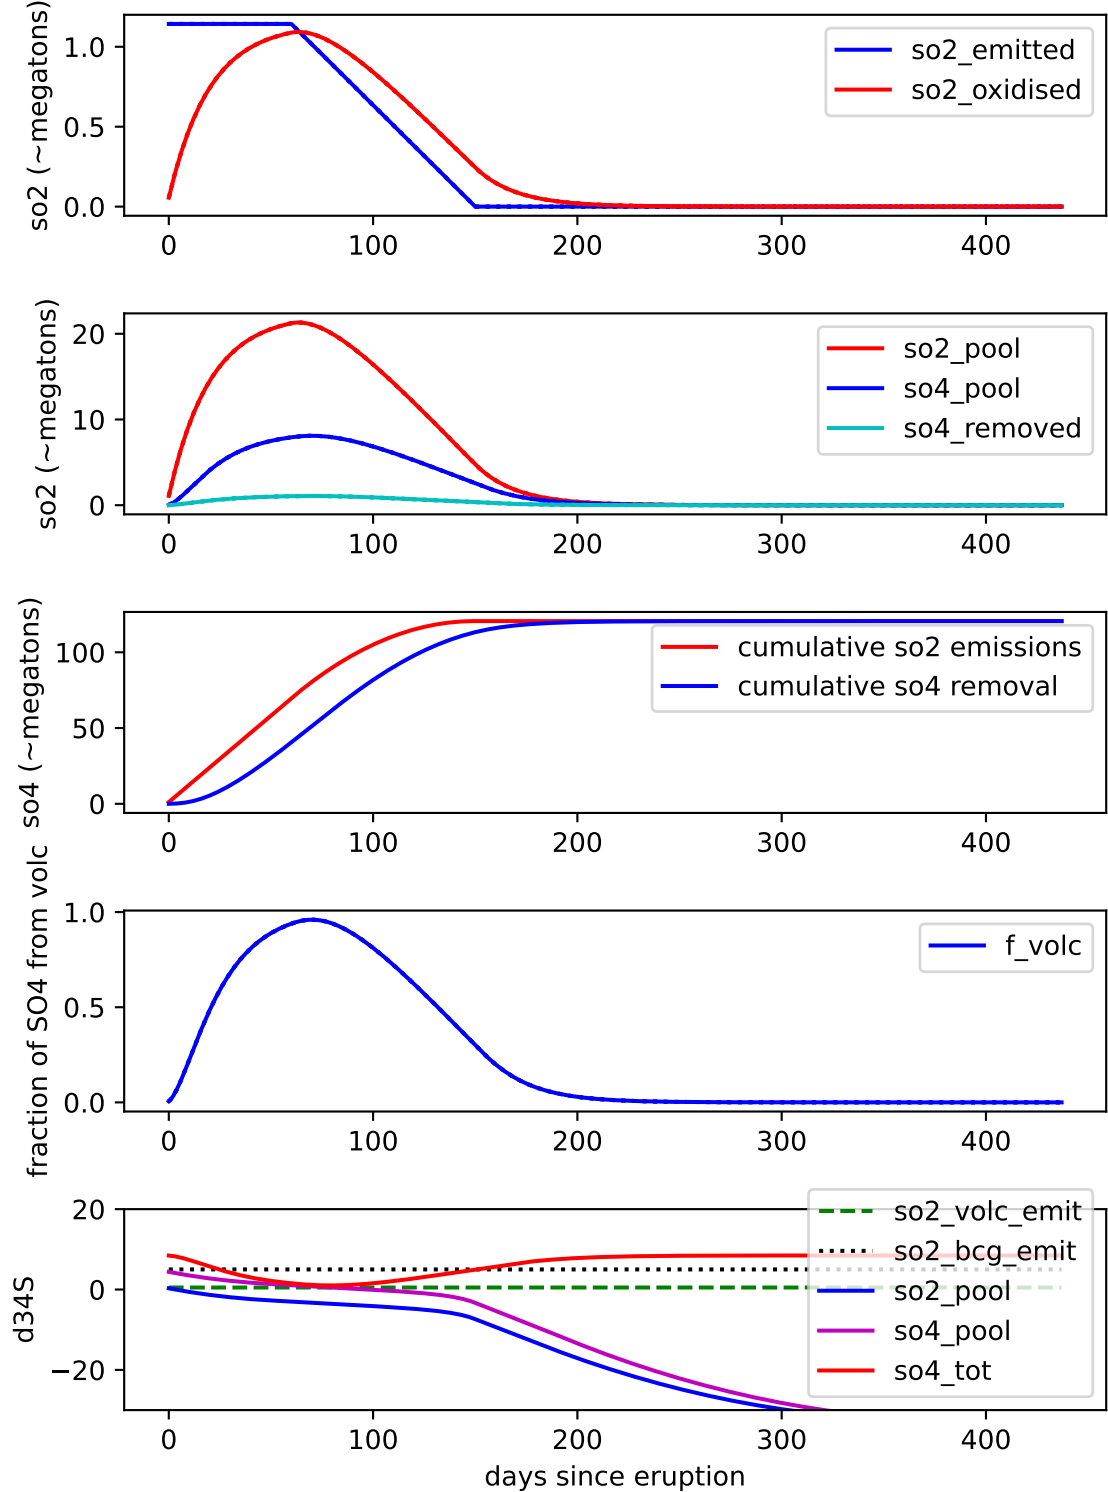 so2 (~megatons)
1.0
0.5
0.0
so2_emitted
so2_oxidised
0 100 200 300 400
so2 (~megatons)
20
10
0
so2_pool
so4_pool
so4_removed
0 100 200 300 400
so4 (~megatons)
100
50
0
cumulative so2 emissions
cumulative so4 removal
0 100 200 300 400
fraction of SO4 from volc
1.0
0.5
0.0
f_volc
0 100 200 300 400
d34S
20
0
−20
so2_volc_emit
so2_bcg_emit
so2_pool
so4_pool
so4_tot
0 100 200 300 400
days since eruption